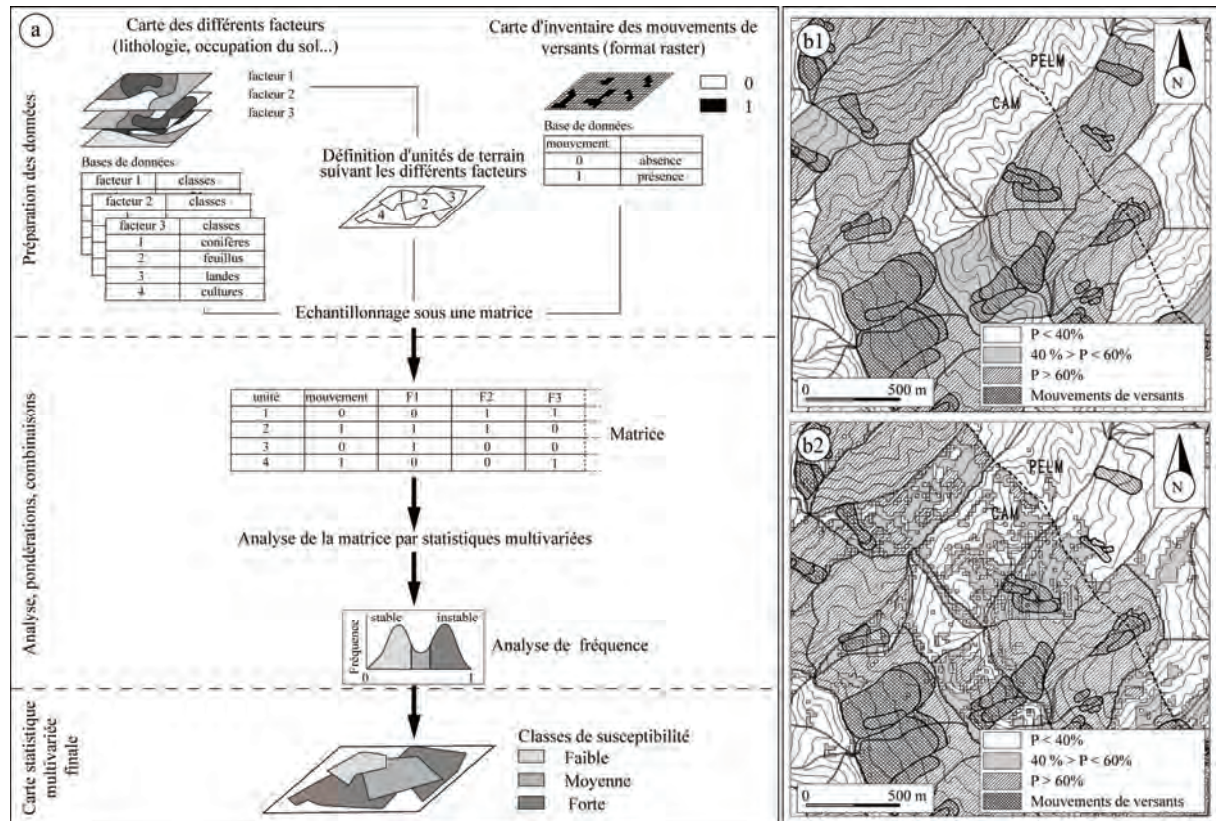 a
Carte des différents facteurs
(lithologie, occupation du sol...)
facteur 1
facteur 2
facteur 3
Carte d'inventaire des mouvements de
versants (format raster)
0
1
Base de données
mouvement
0 absence
1 présence
Définition d'unités de terrain
suivant les différents facteurs
4 2 3
Bases de données
facteur 1 classes
facteur 2 classes
facteur 3 classes
1 conifères
2 feuillus
3 landes
4 cultures
Préparation des données
Echantillonnage sous une matrice
Analyse, pondérations, combinaisons
unité mouvement F1 F2 F3
1 0 0 1 1
2 1 1 1 0
3 0 1 0 0
4 1 0 0 1
Matrice
Analyse de la matrice par statistiques multivariées
stable instable
Fréquence
0 1
Analyse de fréquence
Carte statistique
multivariée
finale
Classes de susceptibilité
Faible
Moyenne
Forte
b1
PELM
CAM
N
P < 40%
40 % > P < 60%
P > 60%
Mouvements de versants
0 500 m
b2
PELM
CAM
N
P < 40%
40 % > P < 60%
P > 60%
Mouvements de versants
0 500 m